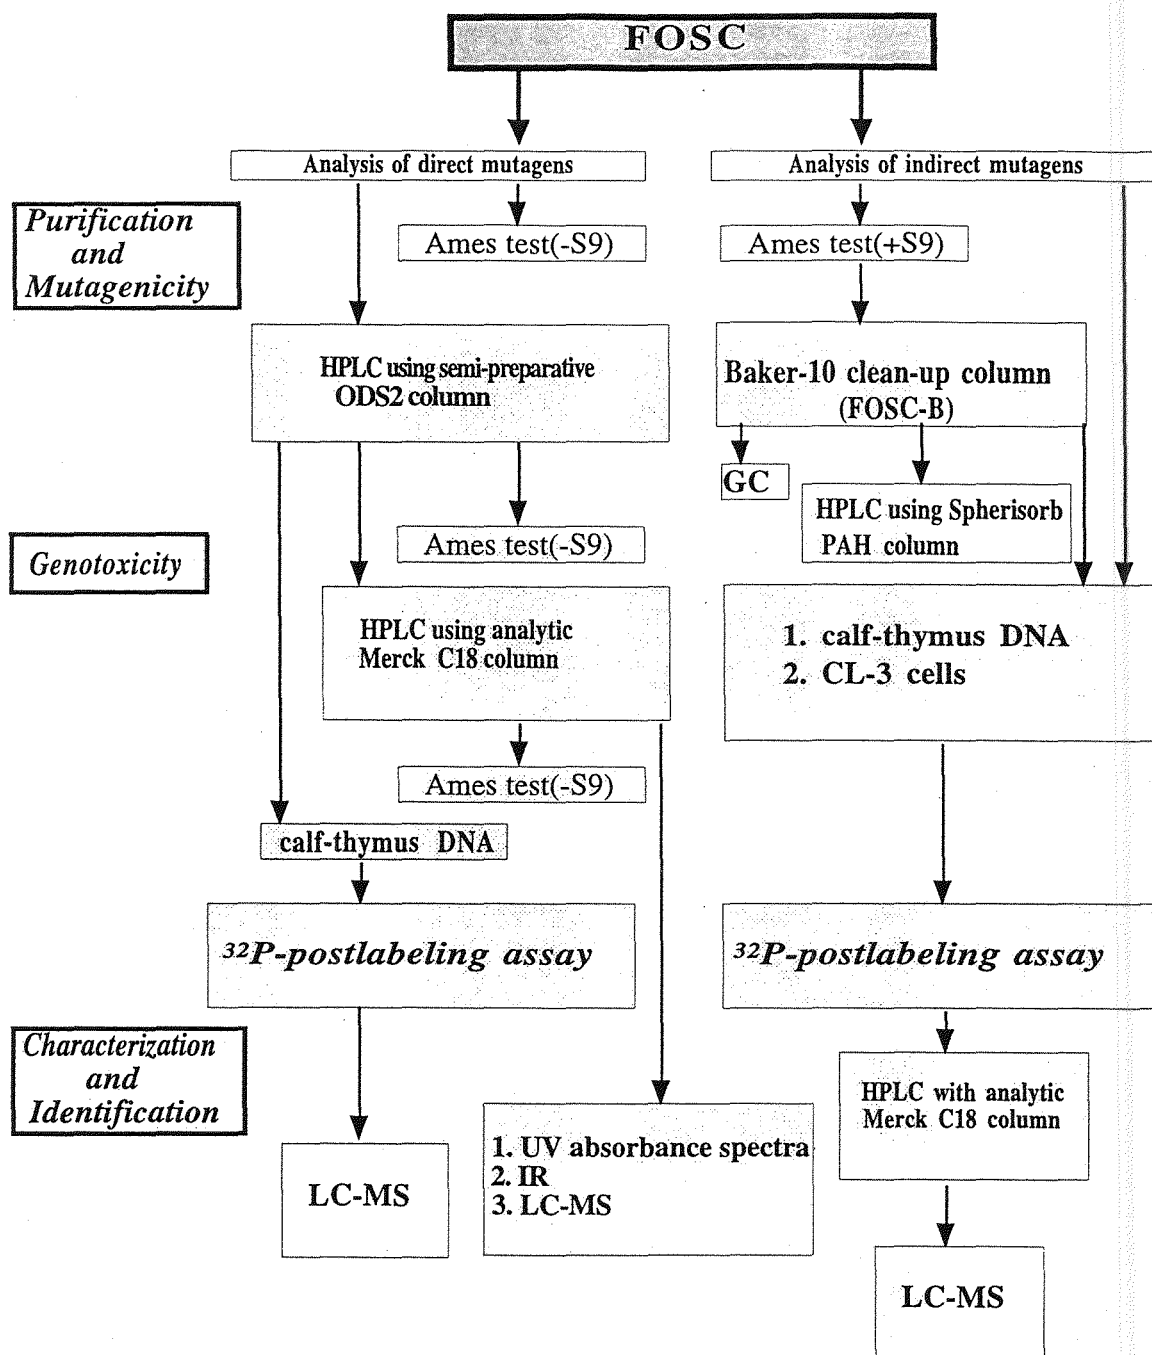 FOSC
Analysis of direct mutagens
Analysis of indirect mutagens
Purification
and
Mutagenicity
Ames test(-S9)
Ames test(+S9)
HPLC using semi-preparative
ODS2 column
Baker-10 clean-up column
(FOSC-B)
GC
HPLC using Spherisorb
PAH column
Genotoxicity
Ames test(-S9)
HPLC using analytic
Merck C18 column
1. calf-thymus DNA
2. CL-3 cells
Ames test(-S9)
calf-thymus DNA
³²P-postlabeling assay
³²P-postlabeling assay
Characterization
and
Identification
HPLC with analytic
Merck C18 column
LC-MS
1. UV absorbance spectra
2. IR
3. LC-MS
LC-MS